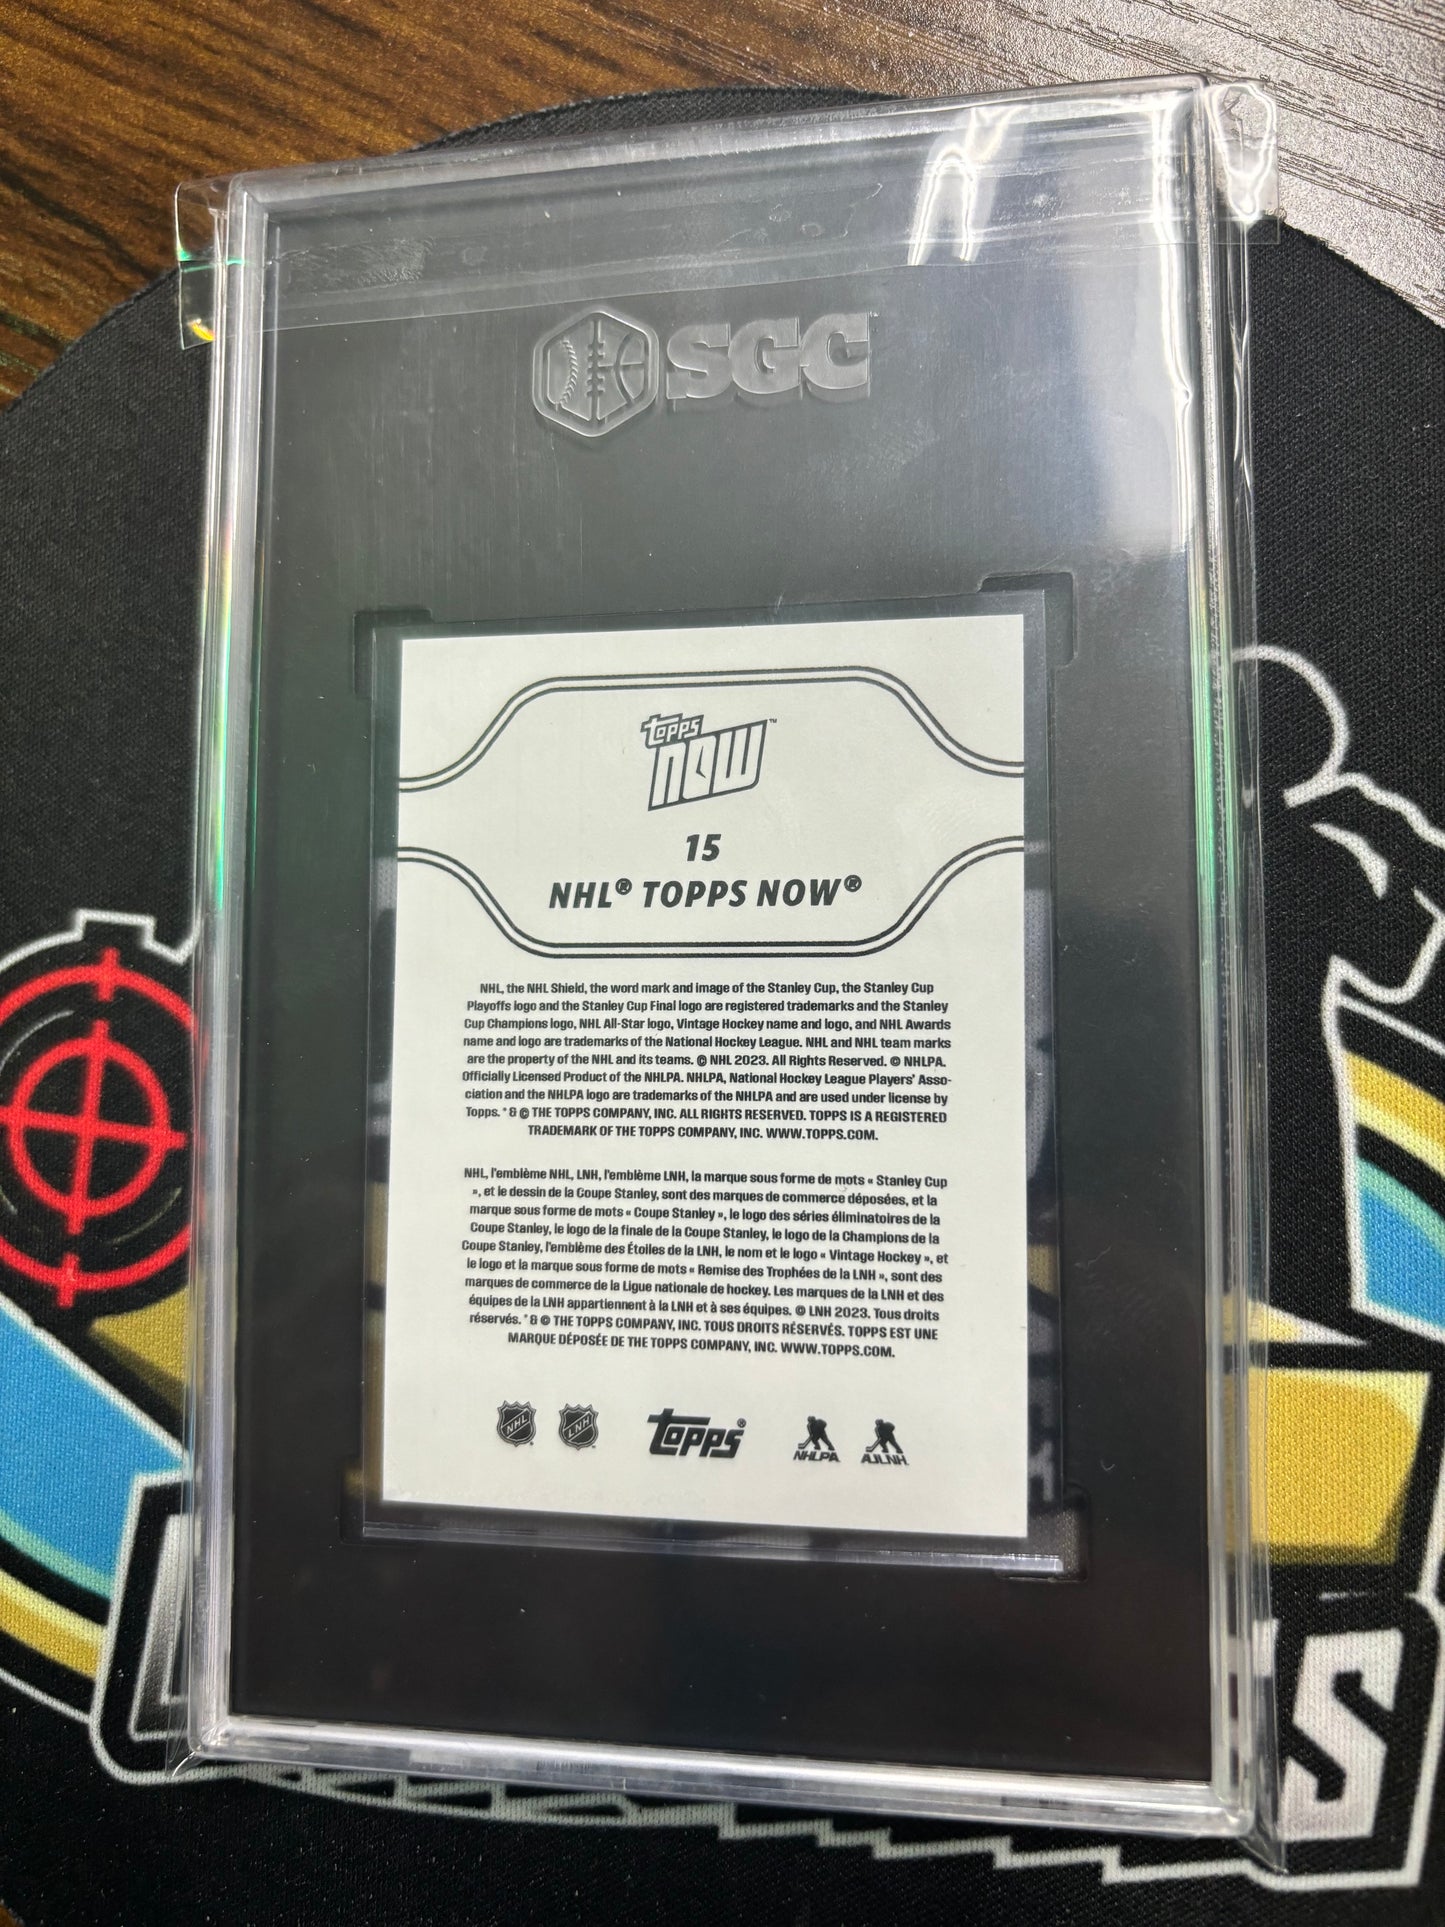 SGC
topps
NOW™
15
NHL® TOPPS NOW®
NHL, the NHL Shield, the word mark and image of the Stanley Cup, the Stanley Cup
Playoffs logo and the Stanley Cup Final logo are registered trademarks and the Stanley
Cup Champions logo, NHL All-Star logo, Vintage Hockey name and logo, and NHL Awards
name and logo are trademarks of the National Hockey League. NHL and NHL team marks
are the property of the NHL and its teams. © NHL 2023. All Rights Reserved. © NHLPA.
Officially Licensed Product of the NHLPA. NHLPA, National Hockey League Players' Asso-
ciation and the NHLPA logo are trademarks of the NHLPA and are used under license by
Topps. ® & © THE TOPPS COMPANY, INC. ALL RIGHTS RESERVED. TOPPS IS A REGISTERED
TRADEMARK OF THE TOPPS COMPANY, INC. WWW.TOPPS.COM.
NHL, l'emblème NHL, LNH, l'emblème LNH, la marque sous forme de mots « Stanley Cup
», et le dessin de la Coupe Stanley, sont des marques de commerce déposées, et la
marque sous forme de mots « Coupe Stanley », le logo des séries éliminatoires de la
Coupe Stanley, le logo de la finale de la Coupe Stanley, le logo de la Champions de la
Coupe Stanley, l'emblème des Étoiles de la LNH, le nom et le logo « Vintage Hockey », et
le logo et la marque sous forme de mots « Remise des Trophées de la LNH », sont des
marques de commerce de la Ligue nationale de hockey. Les marques de la LNH et des
équipes de la LNH appartiennent à la LNH et à ses équipes. © LNH 2023. Tous droits
réservés. ® & © THE TOPPS COMPANY, INC. TOUS DROITS RÉSERVÉS. TOPPS EST UNE
MARQUE DÉPOSÉE DE THE TOPPS COMPANY, INC. WWW.TOPPS.COM.
NHL LNH topps® NHLPA AJLNH